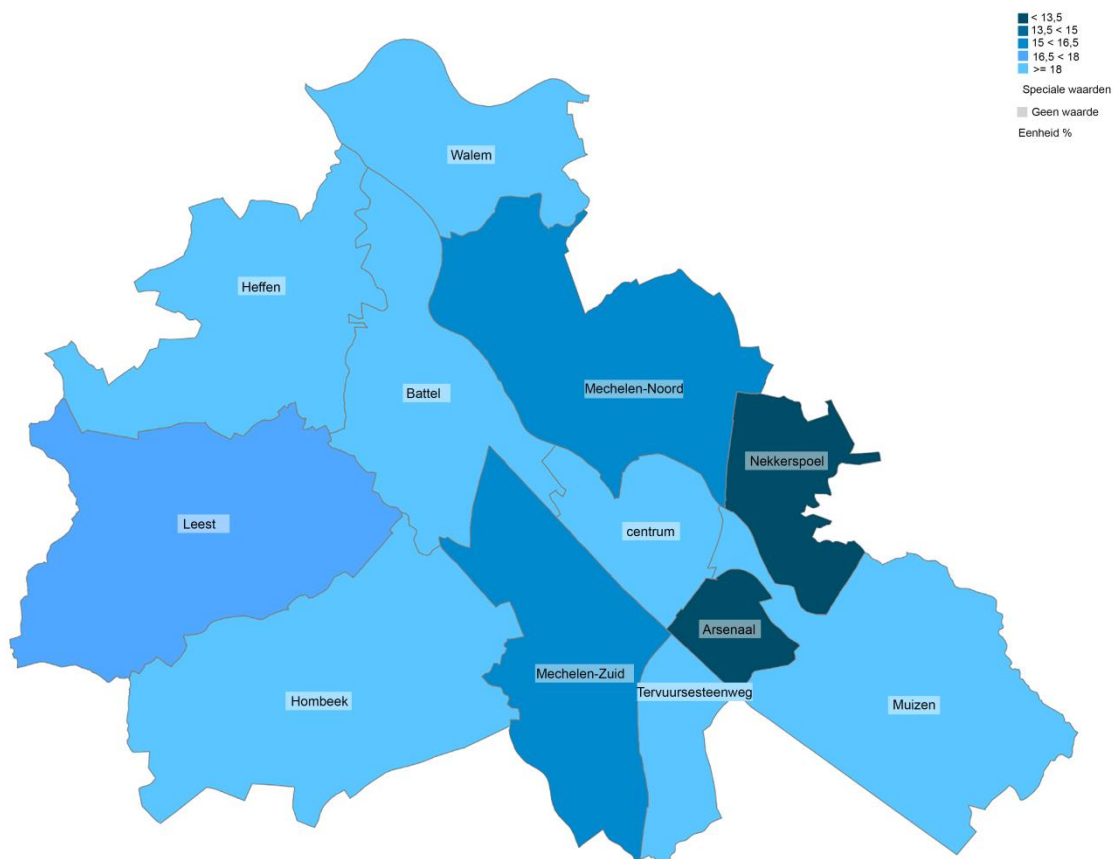 < 13,5
13,5 < 15
15 < 16,5
16,5 < 18
>= 18
Speciale waarden
Geen waarde
Eenheid %
Walem
Heffen
Battel
Mechelen-Noord
Nekkerspoel
Leest
centrum
Arsenaal
Mechelen-Zuid
Tervuursesteenweg
Hombeek
Muizen